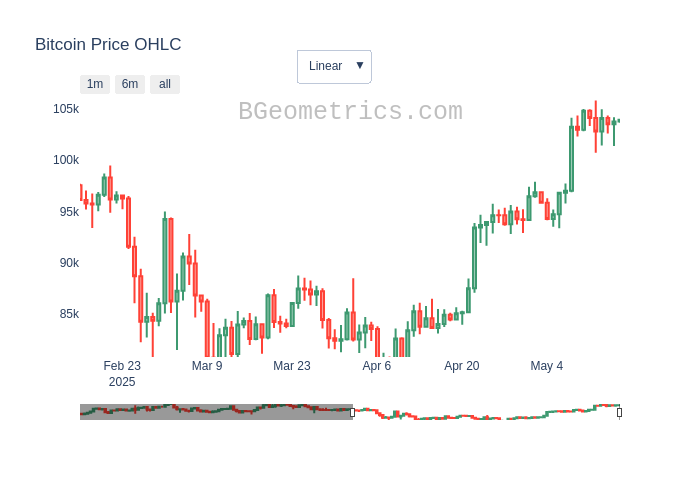 Bitcoin Price OHLC
Linear ▼
1m 6m all
BGeometrics.com
105k
100k
95k
90k
85k
Feb 23 Mar 9 Mar 23 Apr 6 Apr 20 May 4
2025